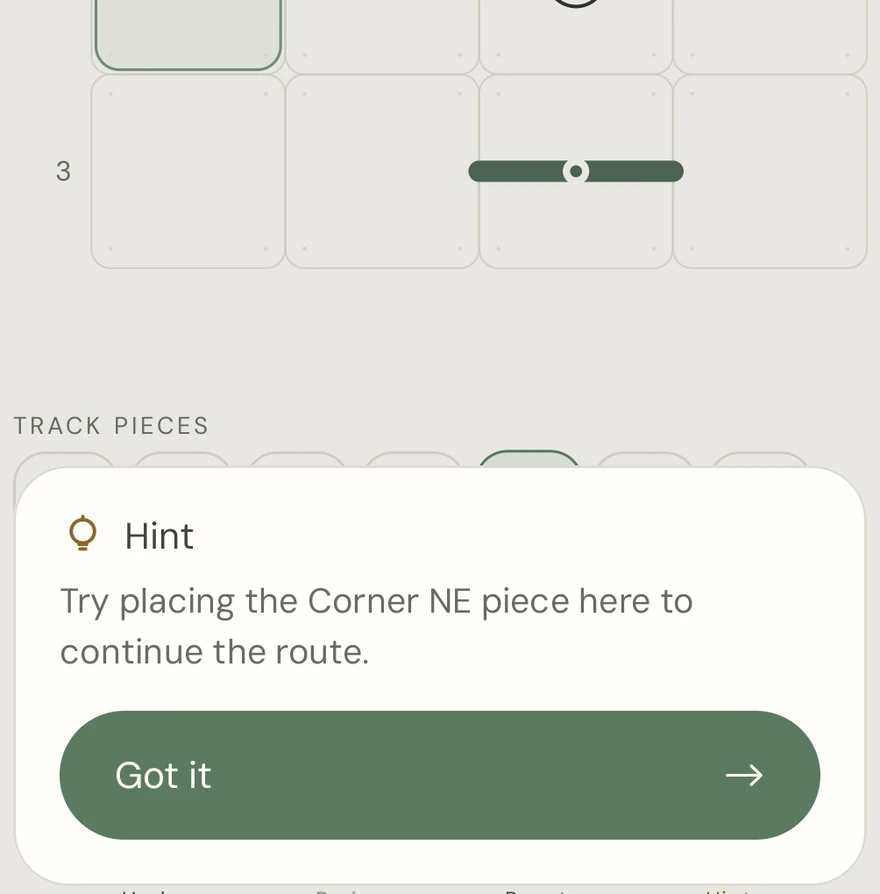 3
TRACK PIECES
Hint
Try placing the Corner NE piece here to
continue the route.
Got it